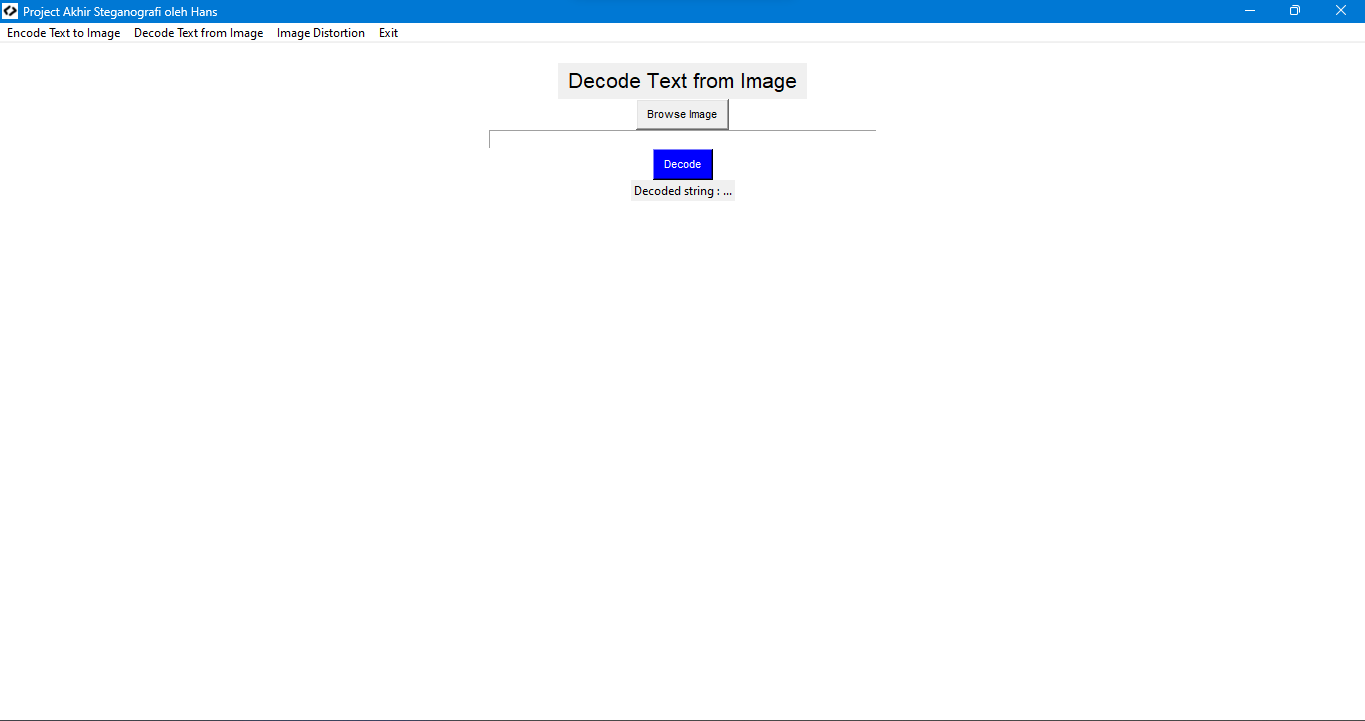 Project Akhir Steganografi oleh Hans
Encode Text to Image Decode Text from Image Image Distortion Exit
Decode Text from Image
Browse Image
Decode
Decoded string : ...